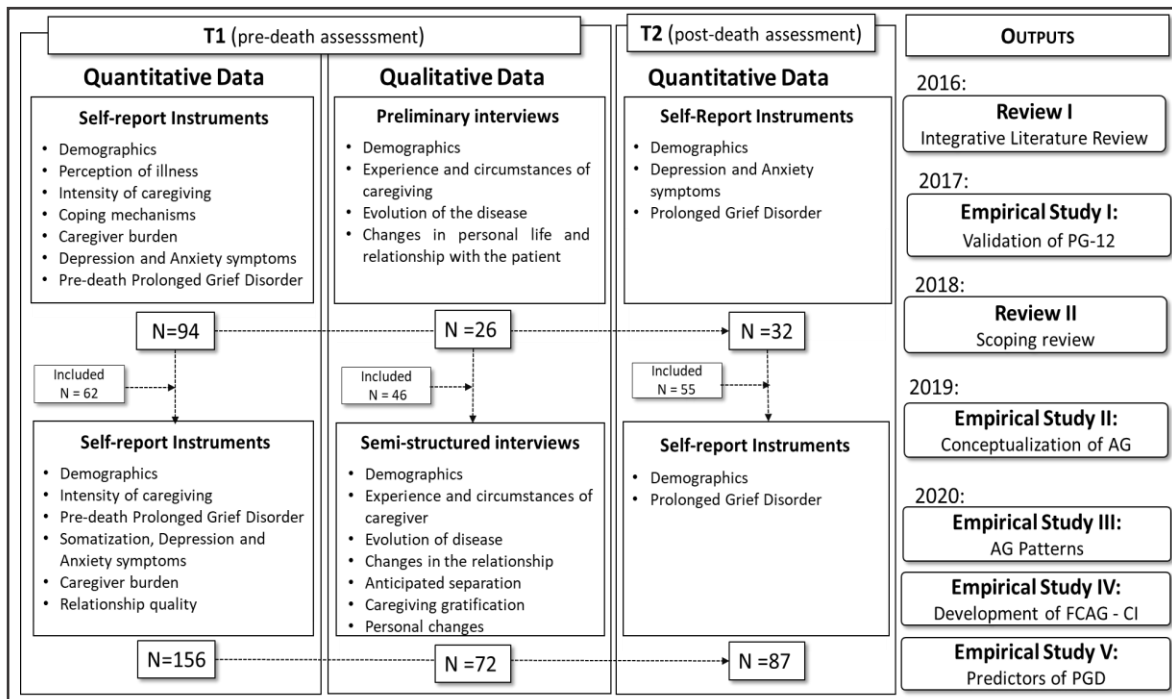 T1 (pre-death assesssment)
Quantitative Data
Self-report Instruments
• Demographics
• Perception of illness
• Intensity of caregiving
• Coping mechanisms
• Caregiver burden
• Depression and Anxiety symptoms
• Pre-death Prolonged Grief Disorder
N=94
Included
N = 62
Self-report Instruments
• Demographics
• Intensity of caregiving
• Pre-death Prolonged Grief Disorder
• Somatization, Depression and
Anxiety symptoms
• Caregiver burden
• Relationship quality
N=156
Qualitative Data
Preliminary interviews
• Demographics
• Experience and circumstances of
caregiving
• Evolution of the disease
• Changes in personal life and
relationship with the patient
N =26
Included
N =46
Semi-structured interviews
• Demographics
• Experience and circumstances of
caregiver
• Evolution of disease
• Changes in the relationship
• Anticipated separation
• Caregiving gratification
• Personal changes
N =72
T2 (post-death assessment)
Quantitative Data
Self-Report Instruments
• Demographics
• Depression and Anxiety
symptoms
• Prolonged Grief Disorder
N =32
Included
N = 55
Self-report Instruments
• Demographics
• Prolonged Grief Disorder
N =87
OUTPUTS
2016:
Review I
Integrative Literature Review
2017:
Empirical Study I:
Validation of PG-12
2018:
Review II
Scoping review
2019:
Empirical Study II:
Conceptualization of AG
2020:
Empirical Study III:
AG Patterns
Empirical Study IV:
Development of FCAG - CI
Empirical Study V:
Predictors of PGD